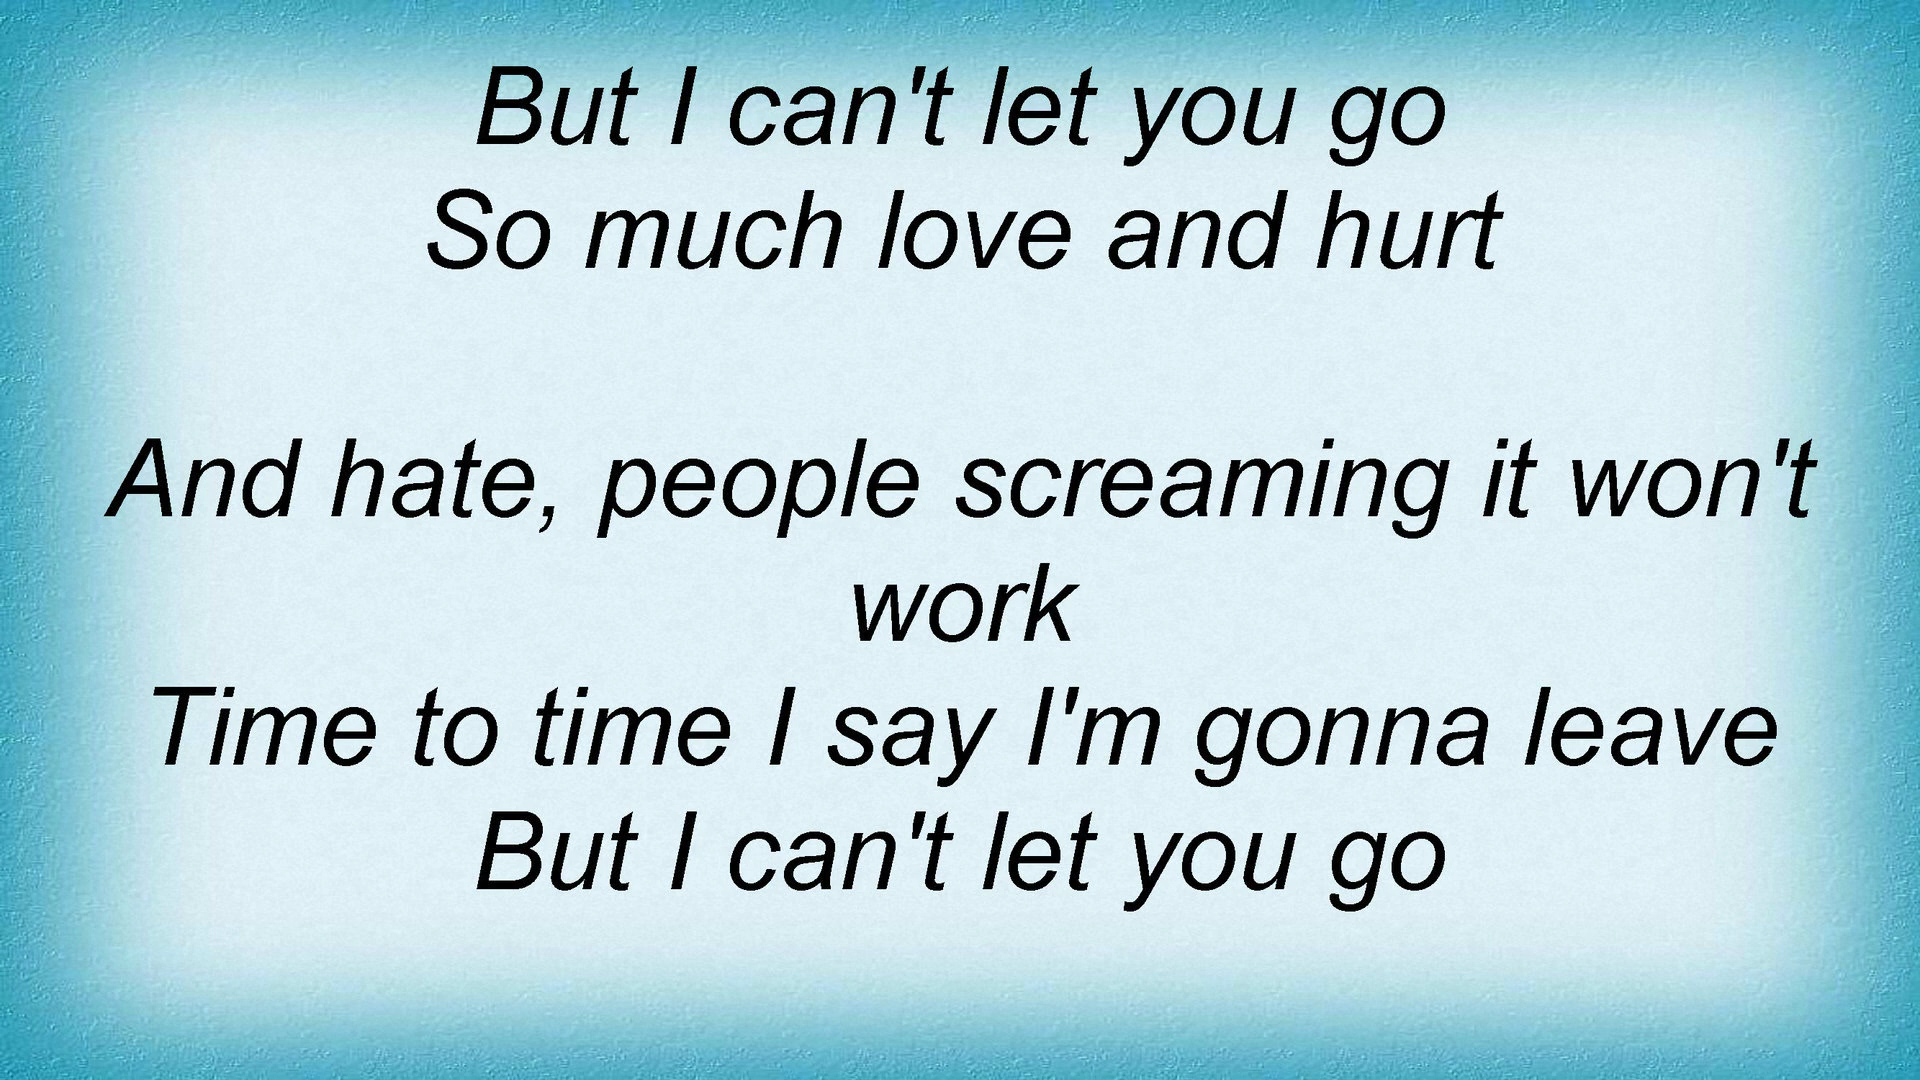 But I can't let you go
So much love and hurt
And hate, people screaming it won't
work
Time to time I say I'm gonna leave
But I can't let you go